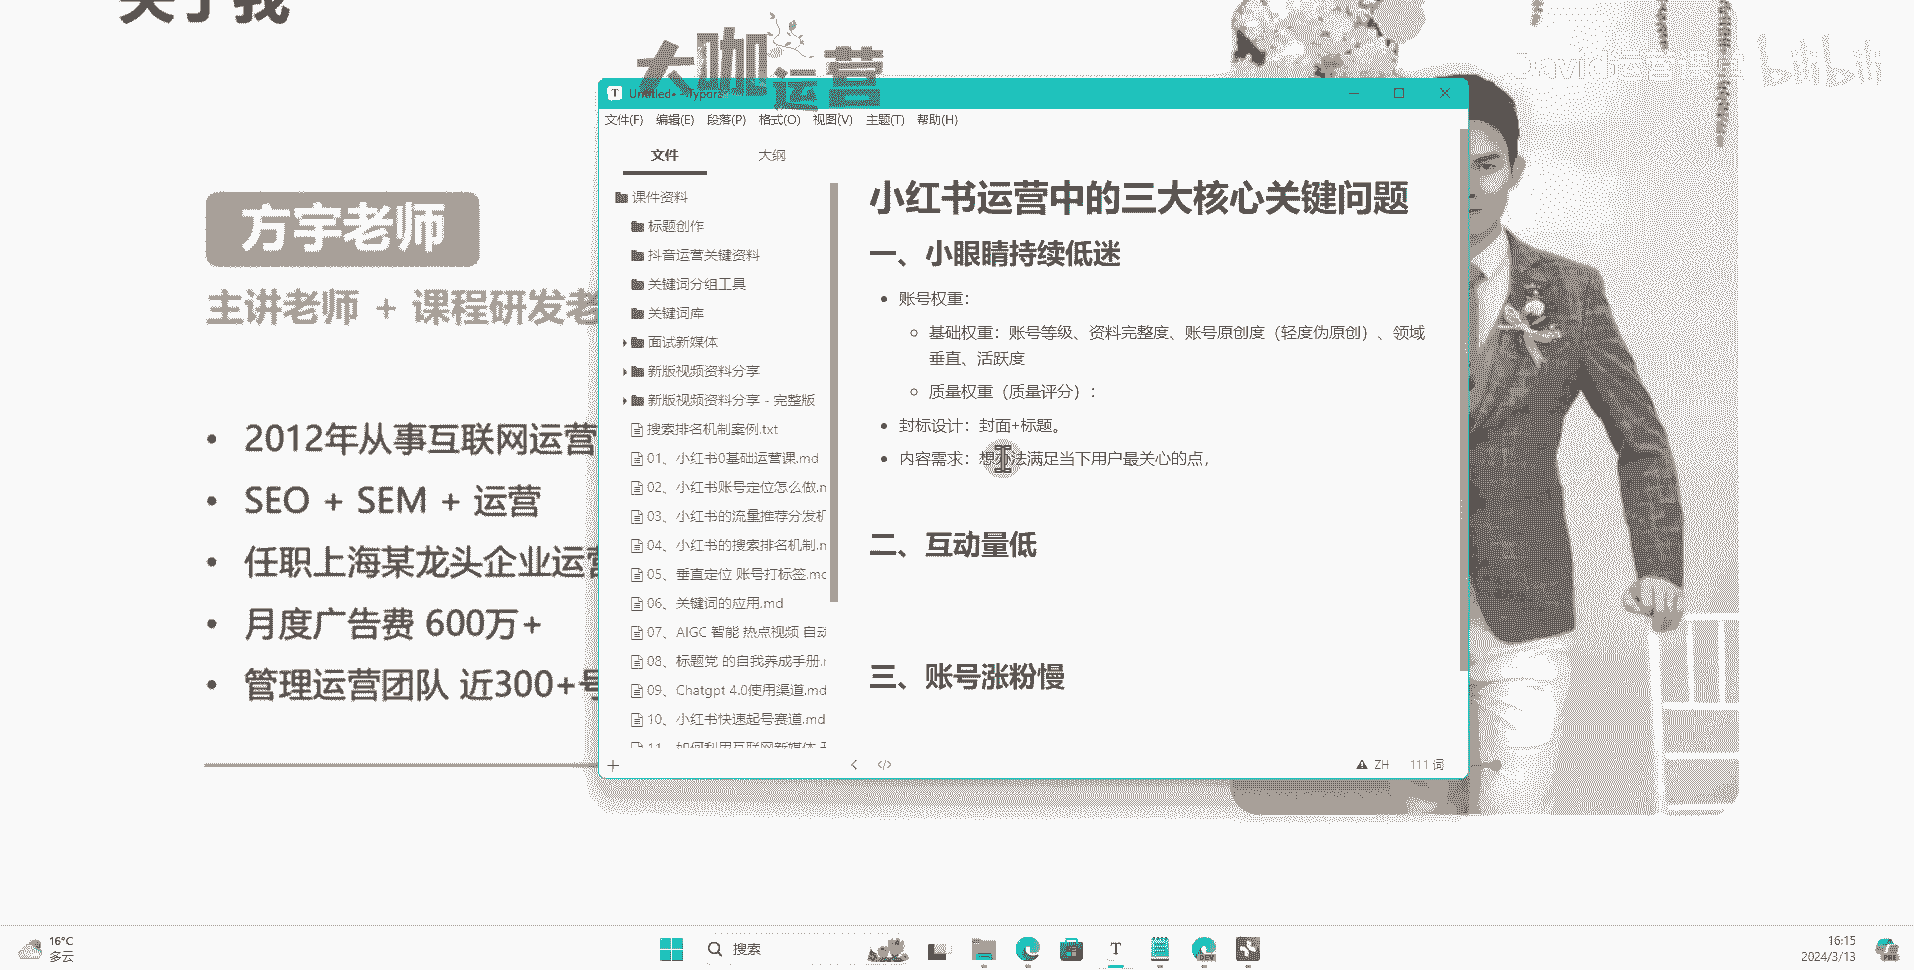 关于我
大咖运营
bilibili
方宇老师
主讲老师 + 课程研发老
• 2012年从事互联网运营
• SEO + SEM + 运营
• 任职上海某龙头企业运营
• 月度广告费 600万+
• 管理运营团队 近300+号
Untitled• - Typora
文件(F) 编辑(E) 段落(P) 格式(O) 视图(V) 主题(T) 帮助(H)
文件 大纲
课件资料
标题创作
抖音运营关键资料
关键词分组工具
关键词库
面试新媒体
新版视频资料分享
新版视频资料分享 - 完整版
搜索排名机制案例.txt
01、小红书0基础运营课.md
02、小红书账号定位怎么做.m
03、小红书的流量推荐分发机
04、小红书的搜索排名机制.m
05、垂直定位 账号打标签.md
06、关键词的应用.md
07、AIGC 智能 热点视频 自动
08、标题党 的自我养成手册.m
09、Chatgpt 4.0使用渠道.md
10、小红书快速起号赛道.md
11、如何利用互联网新媒体
小红书运营中的三大核心关键问题
一、小眼睛持续低迷
• 账号权重：
基础权重：账号等级、资料完整度、账号原创度（轻度伪原创）、领域
垂直、活跃度
质量权重（质量评分）：
• 封标设计：封面+标题。
• 内容需求：想办法满足当下用户最关心的点，
二、互动量低
三、账号涨粉慢
ZH 111 词
16°C
多云
搜索
16:15
2024/3/13